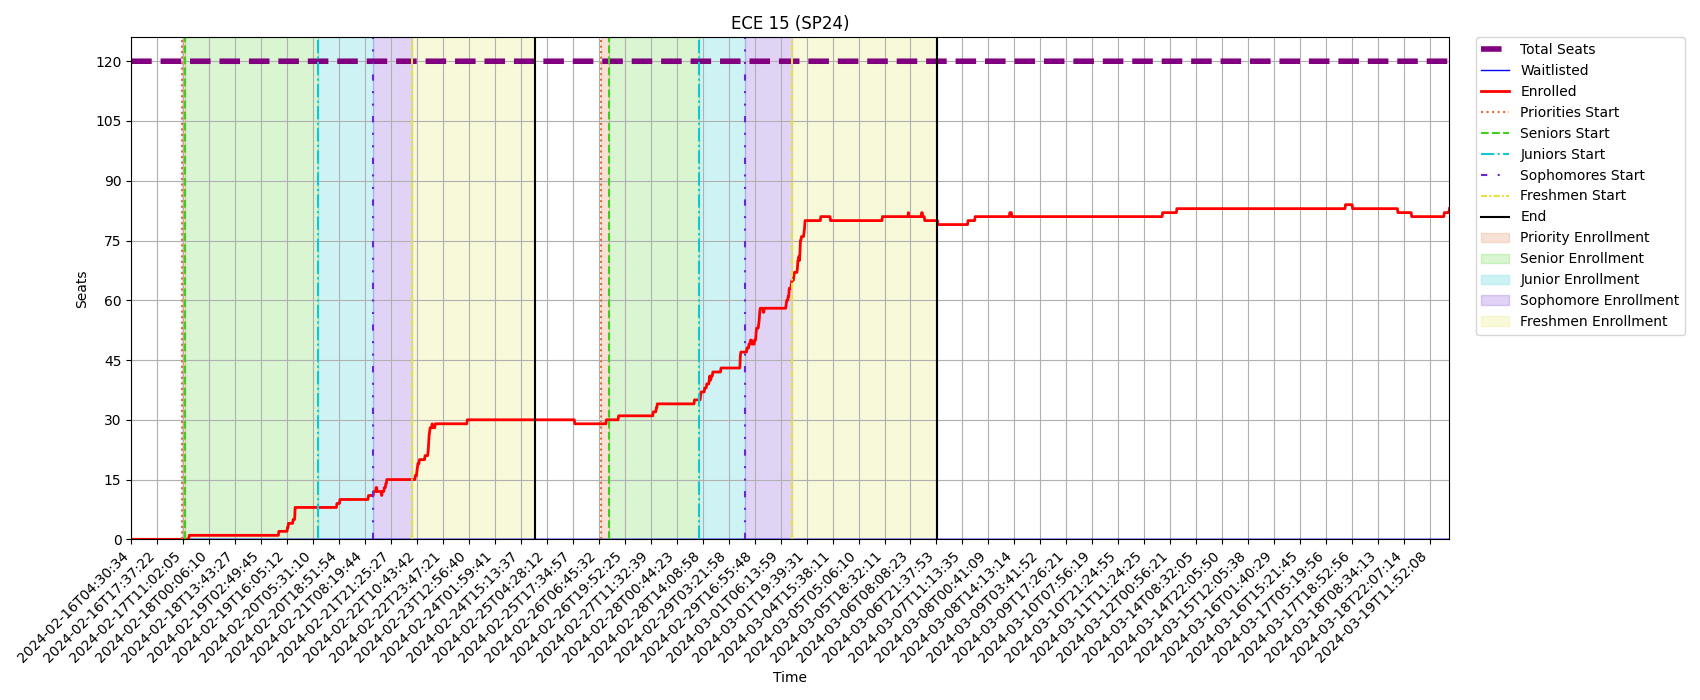 ECE 15 (SP24)
Total Seats
Waitlisted
Enrolled
Priorities Start
Seniors Start
Juniors Start
Sophomores Start
Freshmen Start
End
Priority Enrollment
Senior Enrollment
Junior Enrollment
Sophomore Enrollment
Freshmen Enrollment
Seats
120
105
90
75
60
45
30
15
0
2024-02-16T04:30:34
2024-02-16T17:37:22
2024-02-17T11:02:05
2024-02-18T00:06:10
2024-02-18T13:43:27
2024-02-19T02:49:45
2024-02-19T16:05:12
2024-02-20T05:31:10
2024-02-20T18:51:54
2024-02-21T08:19:44
2024-02-21T21:25:27
2024-02-22T10:43:42
2024-02-22T23:47:21
2024-02-23T12:56:40
2024-02-24T01:59:41
2024-02-24T15:13:37
2024-02-25T04:28:12
2024-02-25T17:34:57
2024-02-26T06:45:32
2024-02-26T19:52:23
2024-02-27T11:32:39
2024-02-28T00:44:23
2024-02-28T14:08:58
2024-02-29T03:21:58
2024-02-29T16:55:48
2024-03-01T06:13:59
2024-03-01T19:39:31
2024-03-04T15:38:11
2024-03-05T05:06:10
2024-03-05T18:32:11
2024-03-06T08:08:23
2024-03-06T21:37:53
2024-03-07T11:13:35
2024-03-08T00:41:09
2024-03-08T14:13:14
2024-03-09T03:41:52
2024-03-09T17:26:21
2024-03-10T07:56:19
2024-03-10T21:24:55
2024-03-11T11:24:25
2024-03-12T00:56:21
2024-03-14T08:32:05
2024-03-14T22:05:50
2024-03-15T12:05:38
2024-03-16T01:40:29
2024-03-16T15:21:45
2024-03-17T05:19:56
2024-03-17T18:52:56
2024-03-18T08:34:13
2024-03-18T22:07:14
2024-03-19T11:52:08
Time